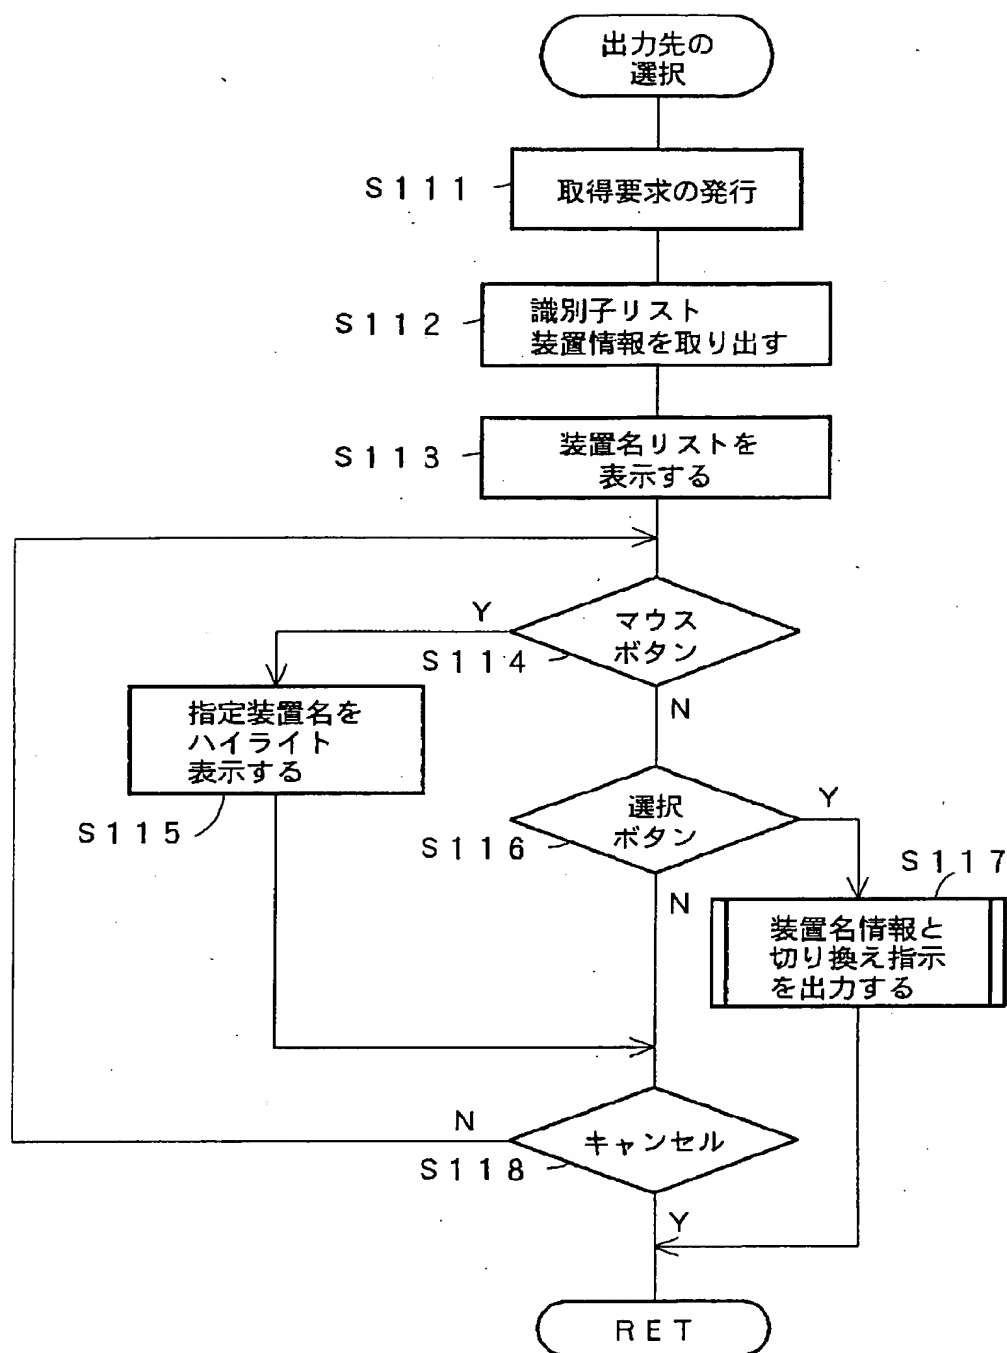 出力先の
選択
S111
取得要求の発行
S112
識別子リスト
装置情報を取り出す
S113
装置名リストを
表示する
Y
マウス
ボタン
S114
N
指定装置名を
ハイライト
表示する
S115
選択
ボタン
Y
S116
N
S117
装置名情報と
切り換え指示
を出力する
N
キャンセル
S118
Y
RET